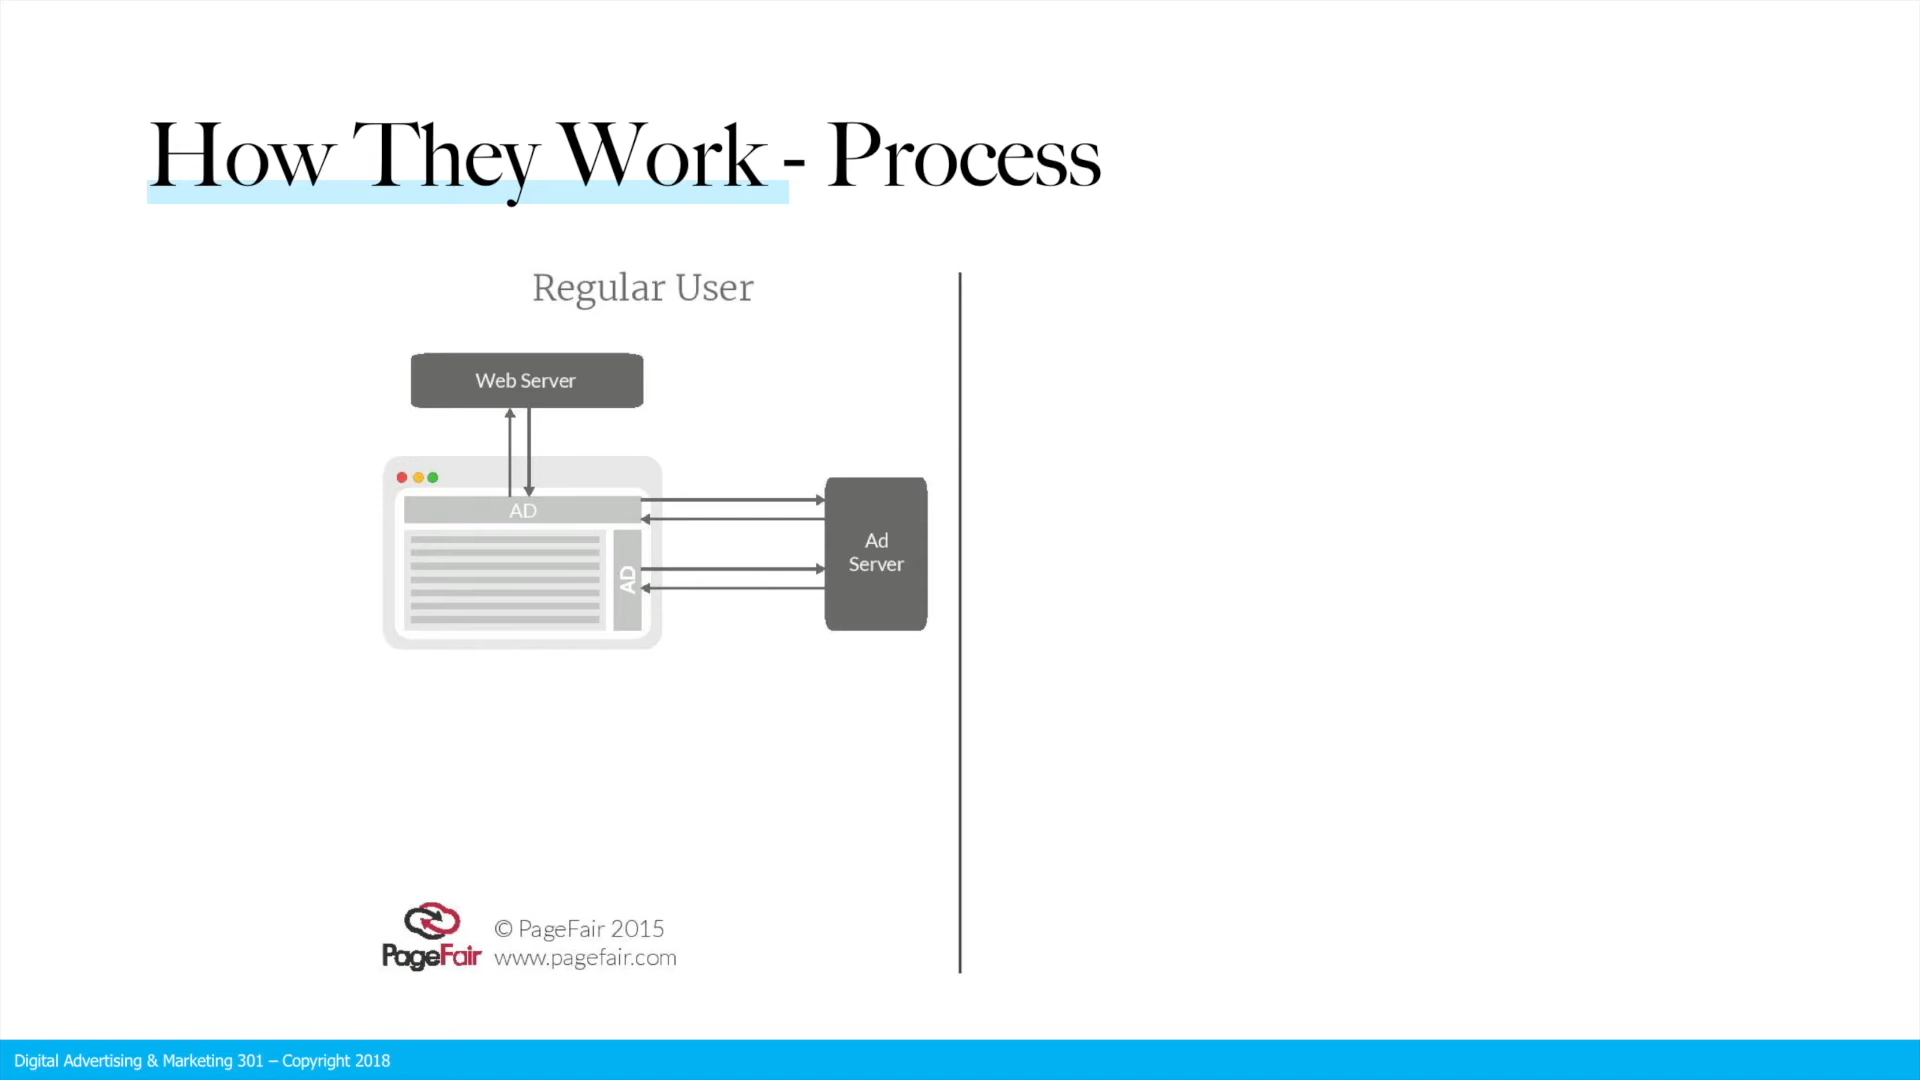 How They Work - Process
Regular User
Web Server
AD
AD
Ad
Server
PageFair
© PageFair 2015
www.pagefair.com
Digital Advertising & Marketing 301 – Copyright 2018